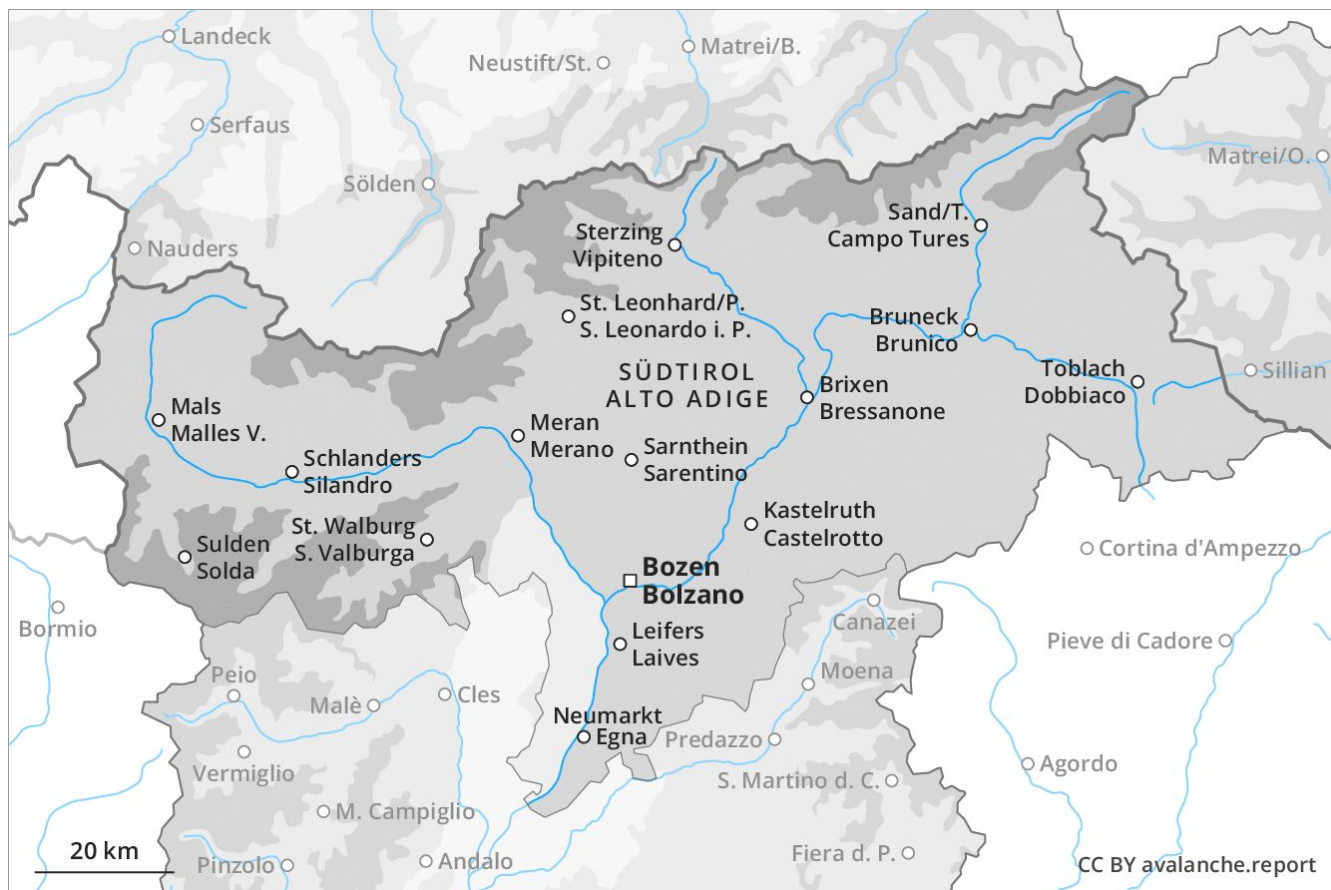 Landeck
Matrei/B.
Neustift/St.
Serfaus
Matrei/O.
Sölden
Sand/T.
Campo Tures
Sterzing
Vipiteno
Nauders
St. Leonhard/P.
S. Leonardo i. P.
Bruneck
Brunico
SÜDTIROL
ALTO ADIGE
Toblach
Dobbiaco
Sillian
Brixen
Bressanone
Mals
Malles V.
Meran
Merano
Schlanders
Silandro
Sarnthein
Sarentino
Kastelruth
Castelrotto
St. Walburg
S. Valburga
Sulden
Solda
Cortina d'Ampezzo
Bozen
Bolzano
Bormio
Canazei
Leifers
Laives
Pieve di Cadore
Peio
Moena
Malè
Cles
Neumarkt
Egna
Predazzo
Vermiglio
Agordo
S. Martino d. C.
M. Campiglio
20 km
Pinzolo
Andalo
Fiera d. P.
CC BY avalanche.report